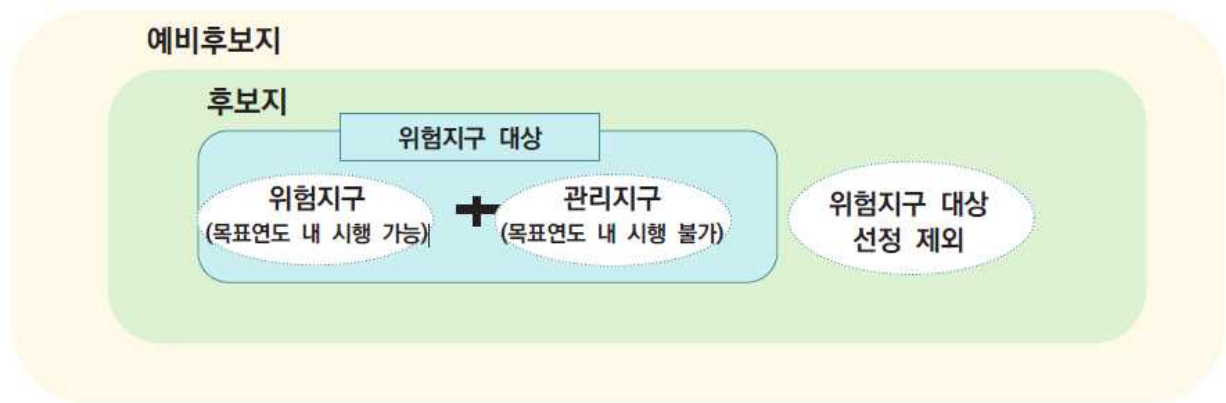 예비후보지
후보지
위험지구 대상
위험지구
(목표연도 내 시행 가능)
+
관리지구
(목표연도 내 시행 불가)
위험지구 대상
선정 제외